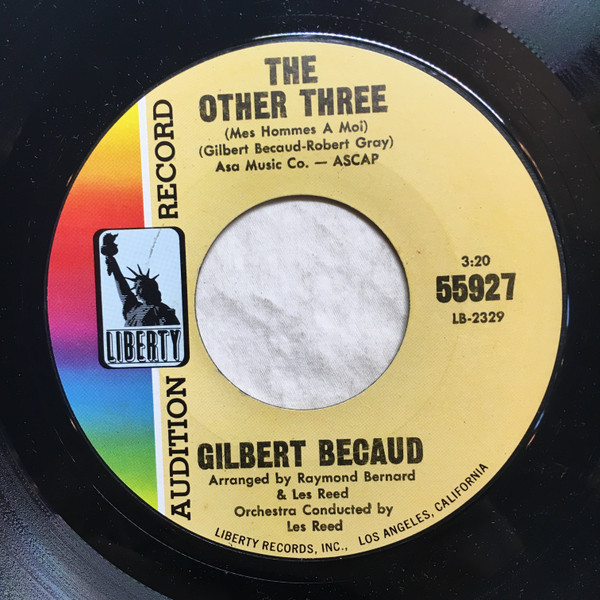 THE
OTHER THREE
(Mes Hommes A Moi)
(Gilbert Becaud-Robert Gray)
Asa Music Co. — ASCAP
AUDITION RECORD
LIBERTY
3:20
55927
LB-2329
GILBERT BECAUD
Arranged by Raymond Bernard
& Les Reed
Orchestra Conducted by
Les Reed
LIBERTY RECORDS, INC., LOS ANGELES, CALIFORNIA